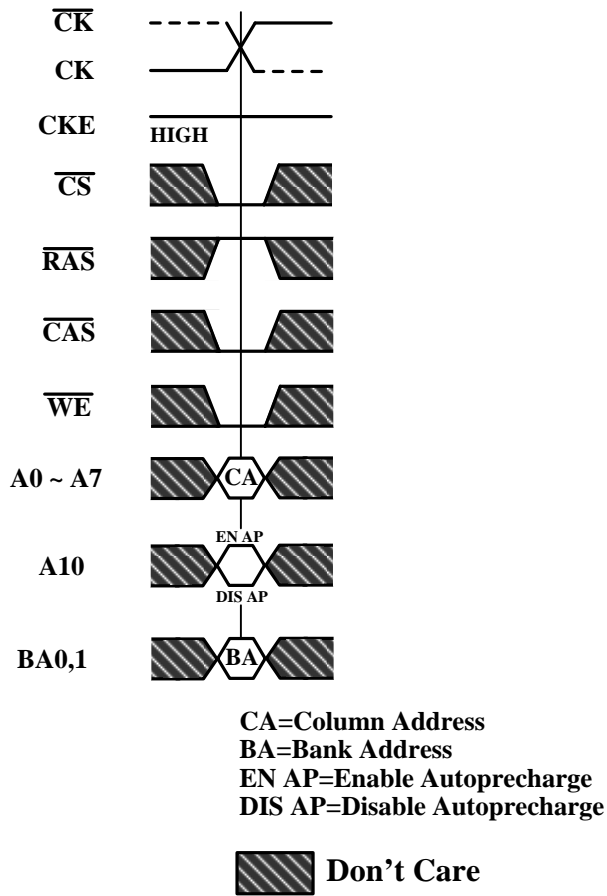 CK
CK
CKE
HIGH
CS
RAS
CAS
WE
A0 ~ A7
CA
EN AP
A10
DIS AP
BA0,1
BA
CA=Column Address
BA=Bank Address
EN AP=Enable Autoprecharge
DIS AP=Disable Autoprecharge
Don't Care